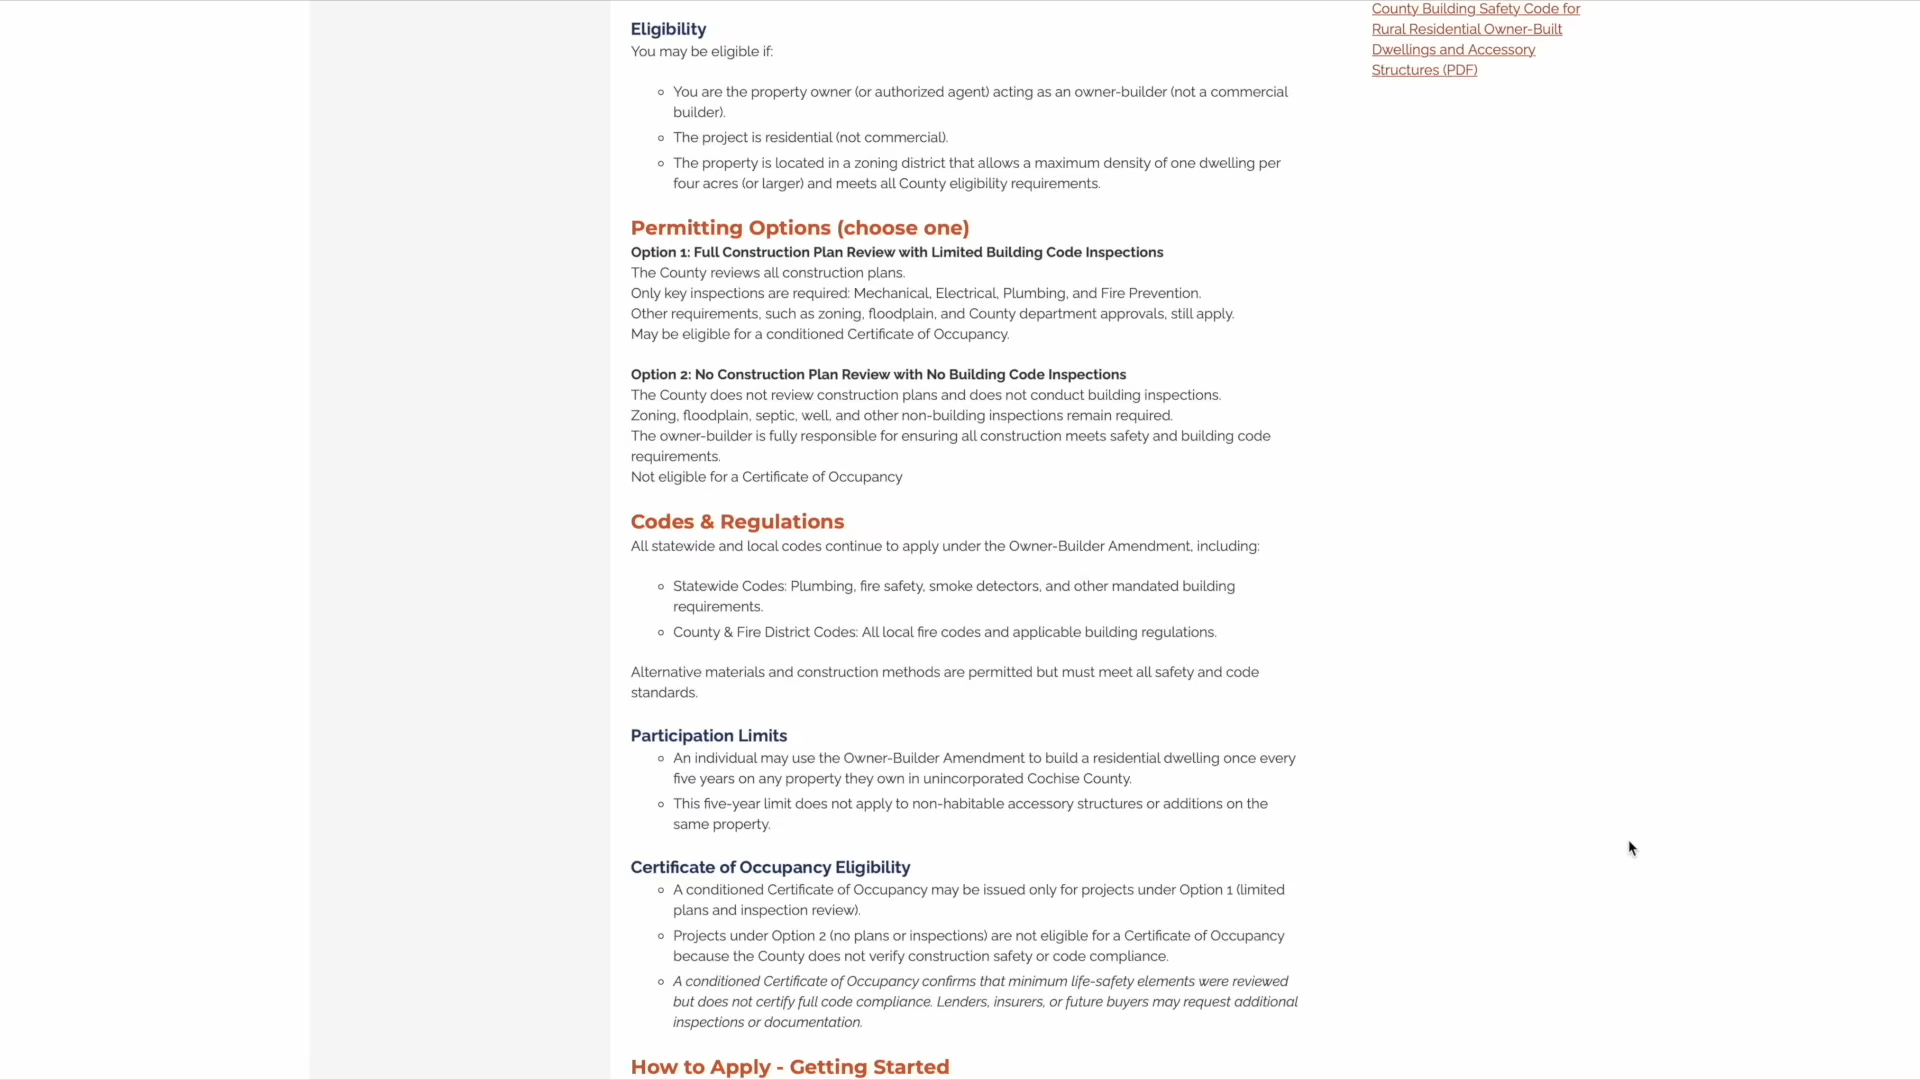 County Building Safety Code for
Rural Residential Owner-Built
Dwellings and Accessory
Structures (PDF)
Eligibility
You may be eligible if:
You are the property owner (or authorized agent) acting as an owner-builder (not a commercial
builder).
The project is residential (not commercial).
The property is located in a zoning district that allows a maximum density of one dwelling per
four acres (or larger) and meets all County eligibility requirements.
Permitting Options (choose one)
Option 1: Full Construction Plan Review with Limited Building Code Inspections
The County reviews all construction plans.
Only key inspections are required: Mechanical, Electrical, Plumbing, and Fire Prevention.
Other requirements, such as zoning, floodplain, and County department approvals, still apply.
May be eligible for a conditioned Certificate of Occupancy.
Option 2: No Construction Plan Review with No Building Code Inspections
The County does not review construction plans and does not conduct building inspections.
Zoning, floodplain, septic, well, and other non-building inspections remain required.
The owner-builder is fully responsible for ensuring all construction meets safety and building code
requirements.
Not eligible for a Certificate of Occupancy
Codes & Regulations
All statewide and local codes continue to apply under the Owner-Builder Amendment, including:
Statewide Codes: Plumbing, fire safety, smoke detectors, and other mandated building
requirements.
County & Fire District Codes: All local fire codes and applicable building regulations.
Alternative materials and construction methods are permitted but must meet all safety and code
standards.
Participation Limits
An individual may use the Owner-Builder Amendment to build a residential dwelling once every
five years on any property they own in unincorporated Cochise County.
This five-year limit does not apply to non-habitable accessory structures or additions on the
same property.
Certificate of Occupancy Eligibility
A conditioned Certificate of Occupancy may be issued only for projects under Option 1 (limited
plans and inspection review).
Projects under Option 2 (no plans or inspections) are not eligible for a Certificate of Occupancy
because the County does not verify construction safety or code compliance.
A conditioned Certificate of Occupancy confirms that minimum life-safety elements were reviewed
but does not certify full code compliance. Lenders, insurers, or future buyers may request additional
inspections or documentation.
How to Apply - Getting Started